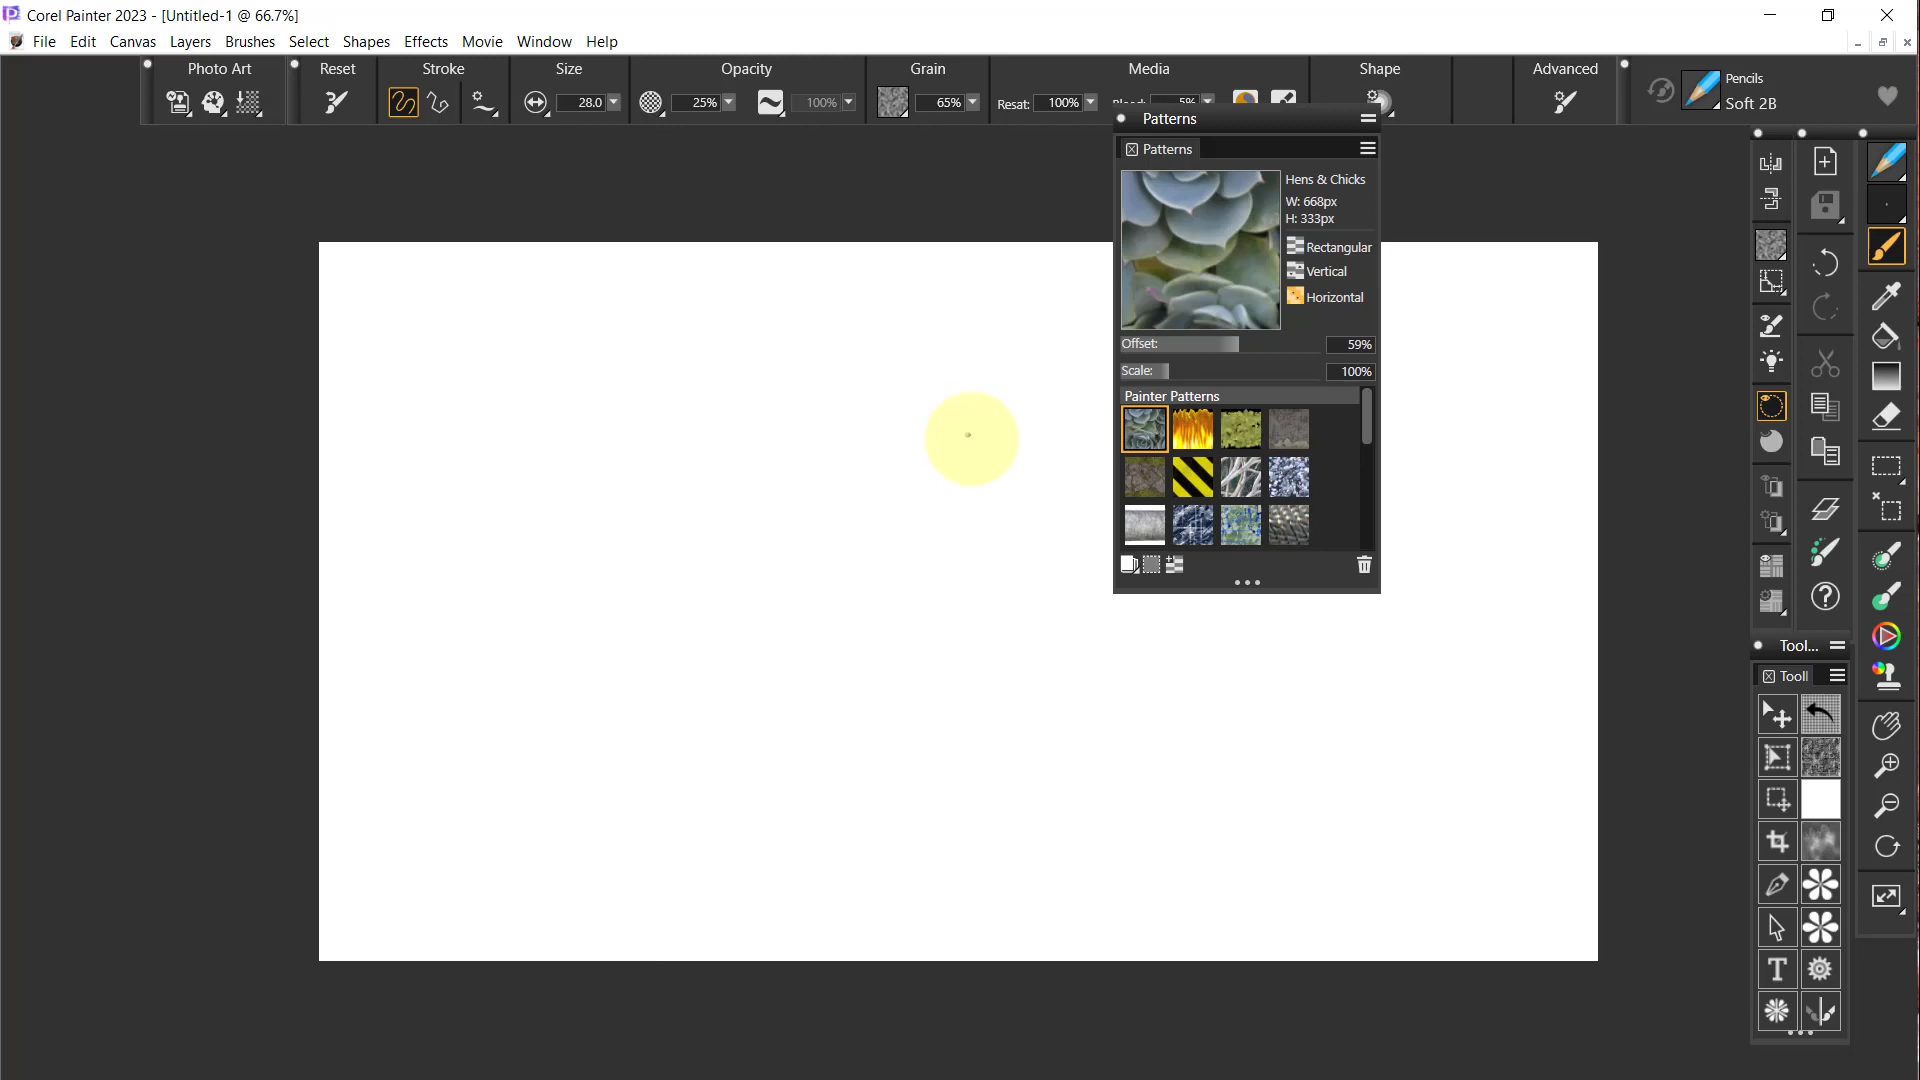 Corel Painter 2023 - [Untitled-1 @ 66.7%]
File Edit Canvas Layers Brushes Select Shapes Effects Movie Window Help
Photo Art Reset Stroke Size Opacity Grain Media Shape Advanced
28.0 25% 100% 65% Resat: 100% 5%
Pencils
Soft 2B
Patterns
Patterns
Hens & Chicks
W: 668px
H: 333px
Rectangular
Vertical
Horizontal
Offset: 59%
Scale: 100%
Painter Patterns
Tool...
Tooll